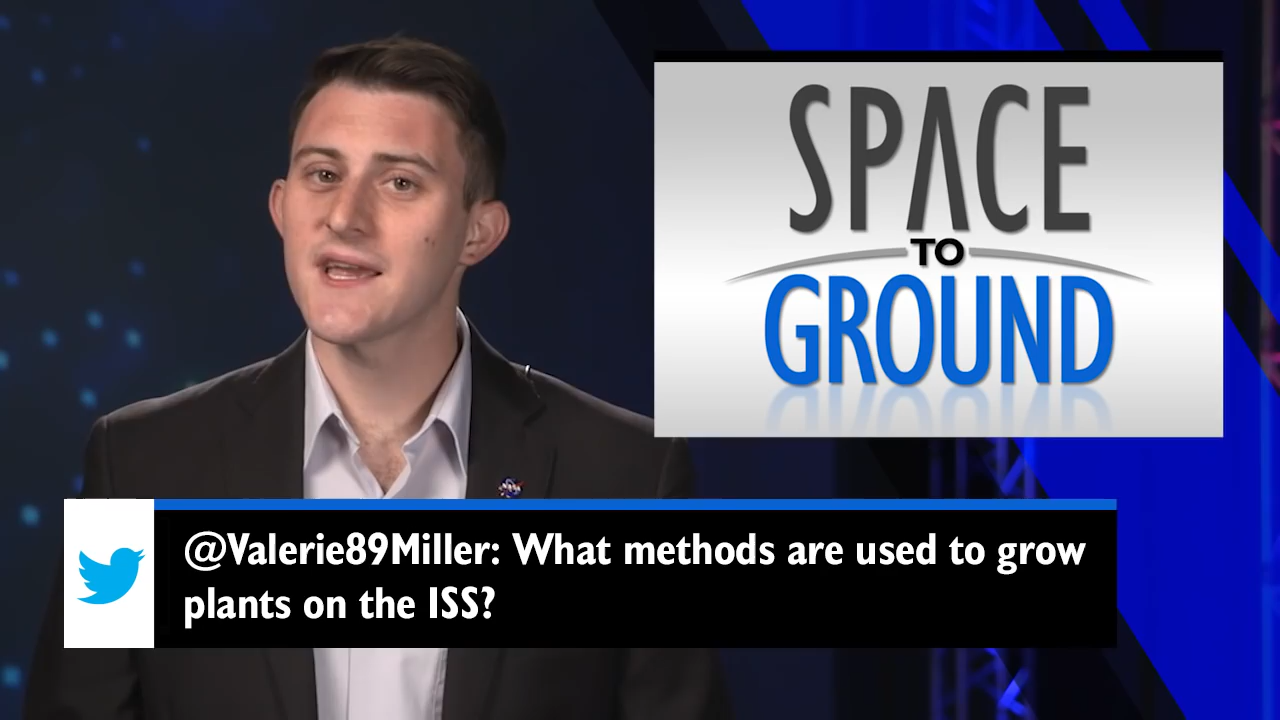 SPACE
TO
GROUND
@Valerie89Miller: What methods are used to grow
plants on the ISS?